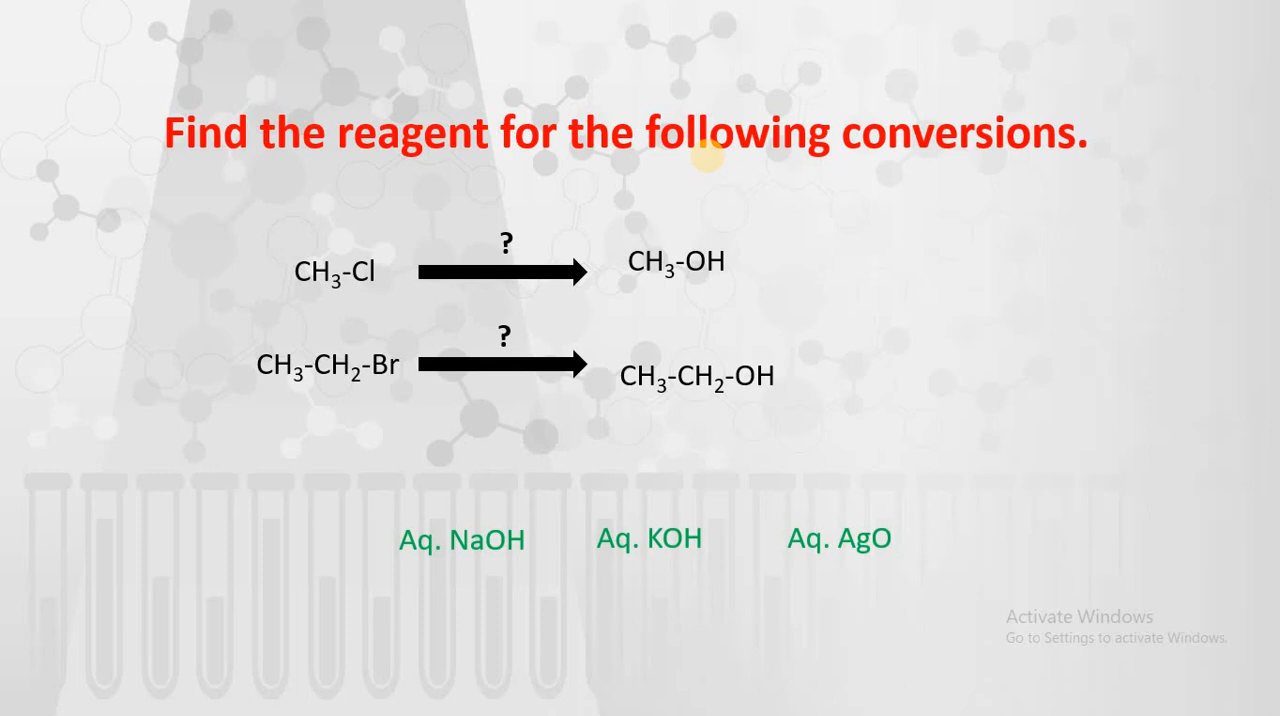 Find the reagent for the following conversions.
?
CH₃-Cl
CH₃-OH
?
CH₃-CH₂-Br
CH₃-CH₂-OH
Aq. NaOH Aq. KOH Aq. AgO
Activate Windows
Go to Settings to activate Windows.